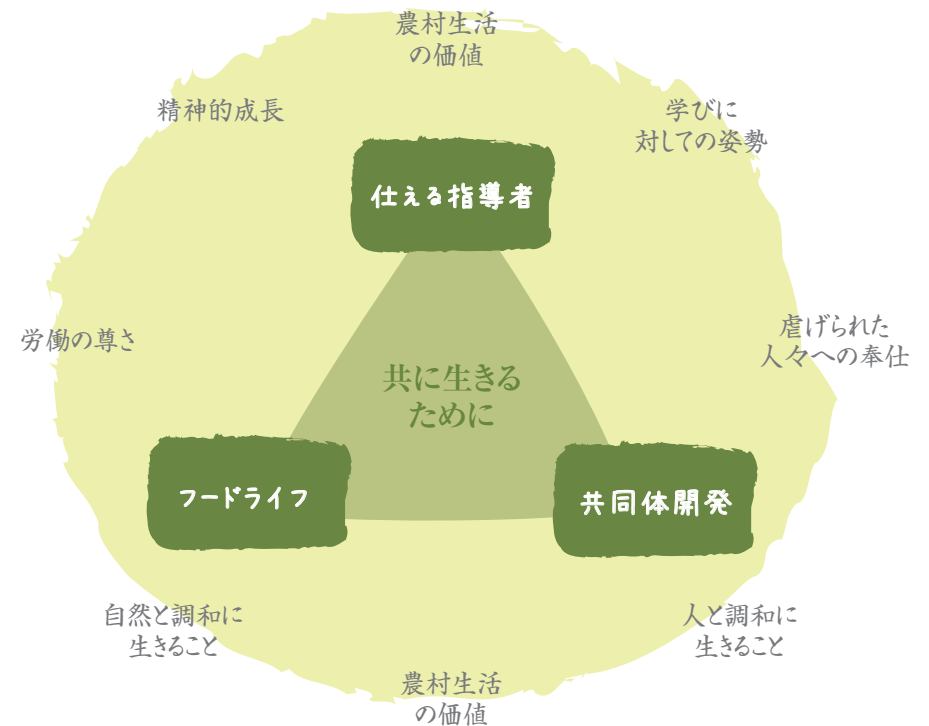 農村生活
の価値
精神的成長
学びに
対しての姿勢
仕える指導者
労働の尊さ
虐げられた
人々への奉仕
共に生きる
ために
フードライフ
共同体開発
自然と調和に
生きること
人と調和に
生きること
農村生活
の価値